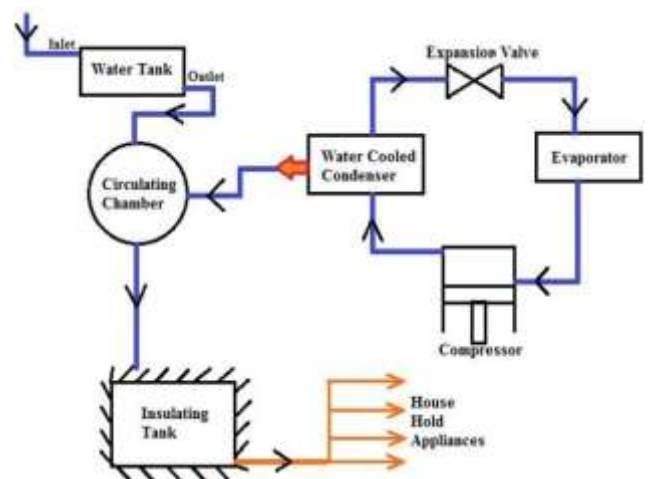 Inlet
Water Tank
Outlet
Expansion Valve
Water Cooled
Condenser
Evaporator
Circulating
Chamber
Compressor
Insulating
Tank
House
Hold
Appliances